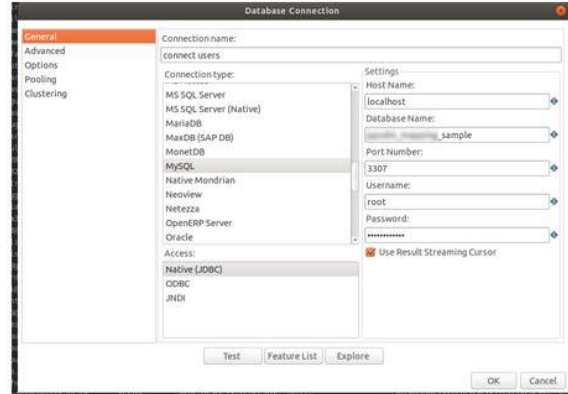 Database Connection
General
Advanced
Options
Pooling
Clustering
Connection name:
connect users
Connection type:
MS SQL Server
MS SQL Server (Native)
MariaDB
MaxDB (SAP DB)
MonetDB
MySQL
Native Mondrian
Neoview
Netezza
OpenERP Server
Oracle
Access:
Native (JDBC)
ODBC
JNDI
Settings
Host Name:
localhost
Database Name:
_sample
Port Number:
3307
Username:
root
Password:
Use Result Streaming Cursor
Test
Feature List
Explore
OK
Cancel